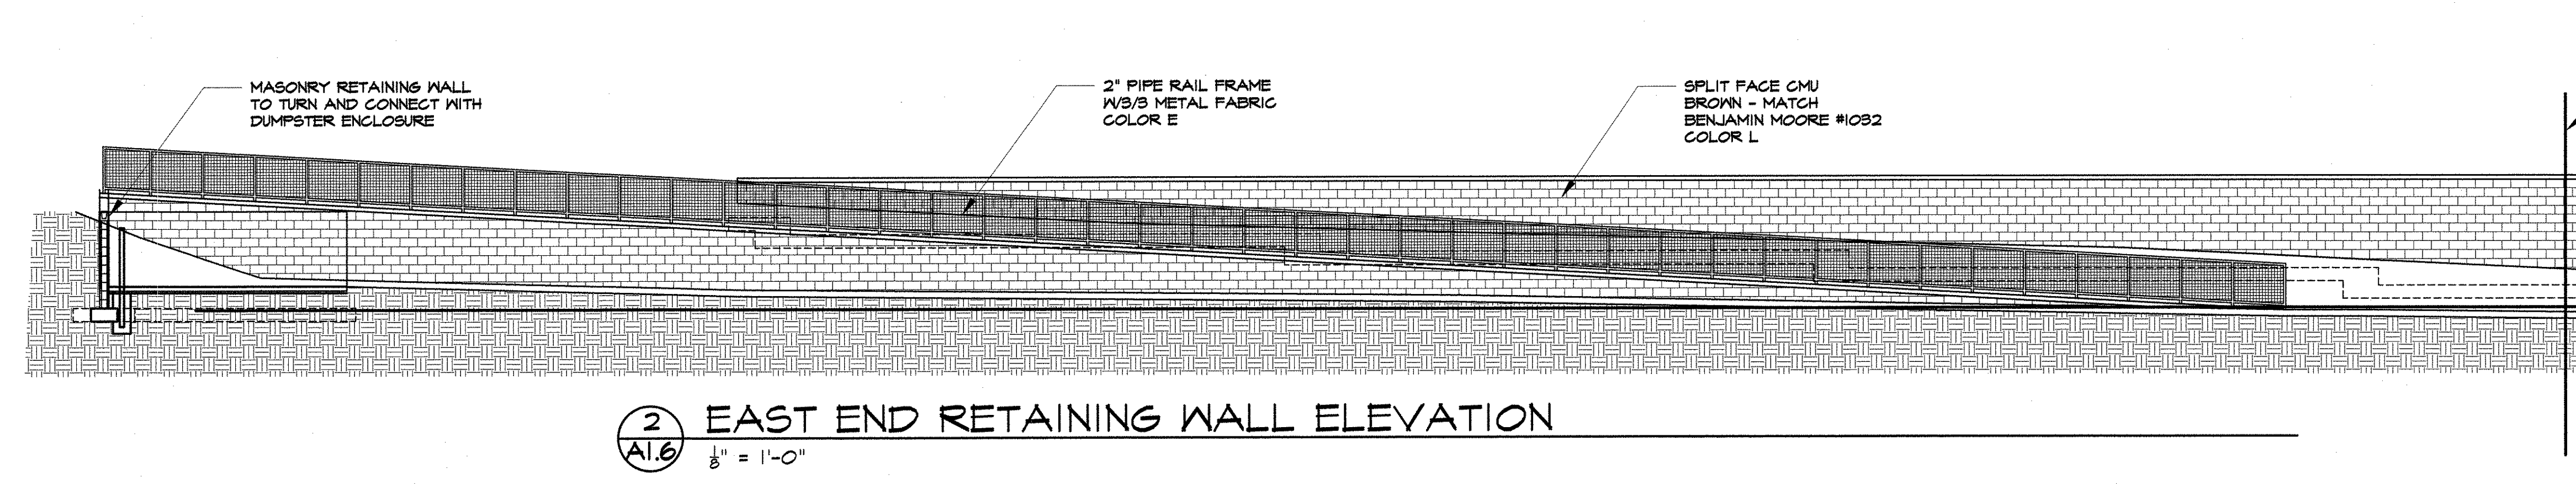 MASONRY RETAINING WALL
TO TURN AND CONNECT WITH
DUMPSTER ENCLOSURE
2" PIPE RAIL FRAME
W/3/3 METAL FABRIC
COLOR E
SPLIT FACE CMU
BROWN - MATCH
BENJAMIN MOORE #1032
COLOR L
2
A1.6
EAST END RETAINING WALL ELEVATION
1/8" = 1'-0"